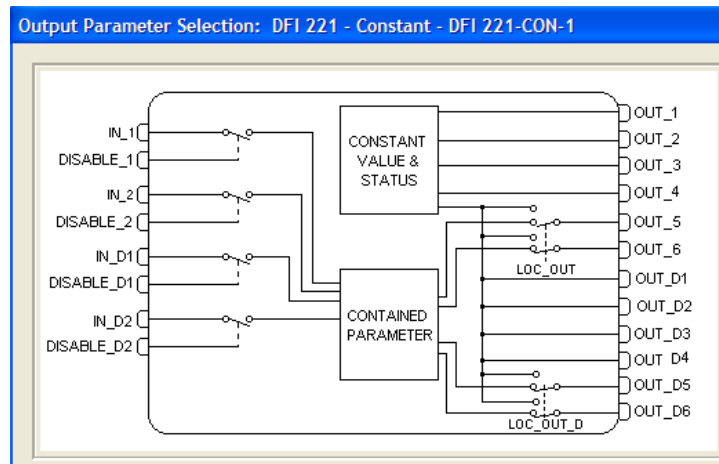 Output Parameter Selection: DFI 221 - Constant - DFI 221-CON-1
IN_1
DISABLE_1
IN_2
DISABLE_2
IN_D1
DISABLE_D1
IN_D2
DISABLE_D2
CONSTANT
VALUE &
STATUS
CONTAINED
PARAMETER
LOC_OUT
LOC_OUT_D
OUT_1
OUT_2
OUT_3
OUT_4
OUT_5
OUT_6
OUT_D1
OUT_D2
OUT_D3
OUT D4
OUT_D5
OUT_D6